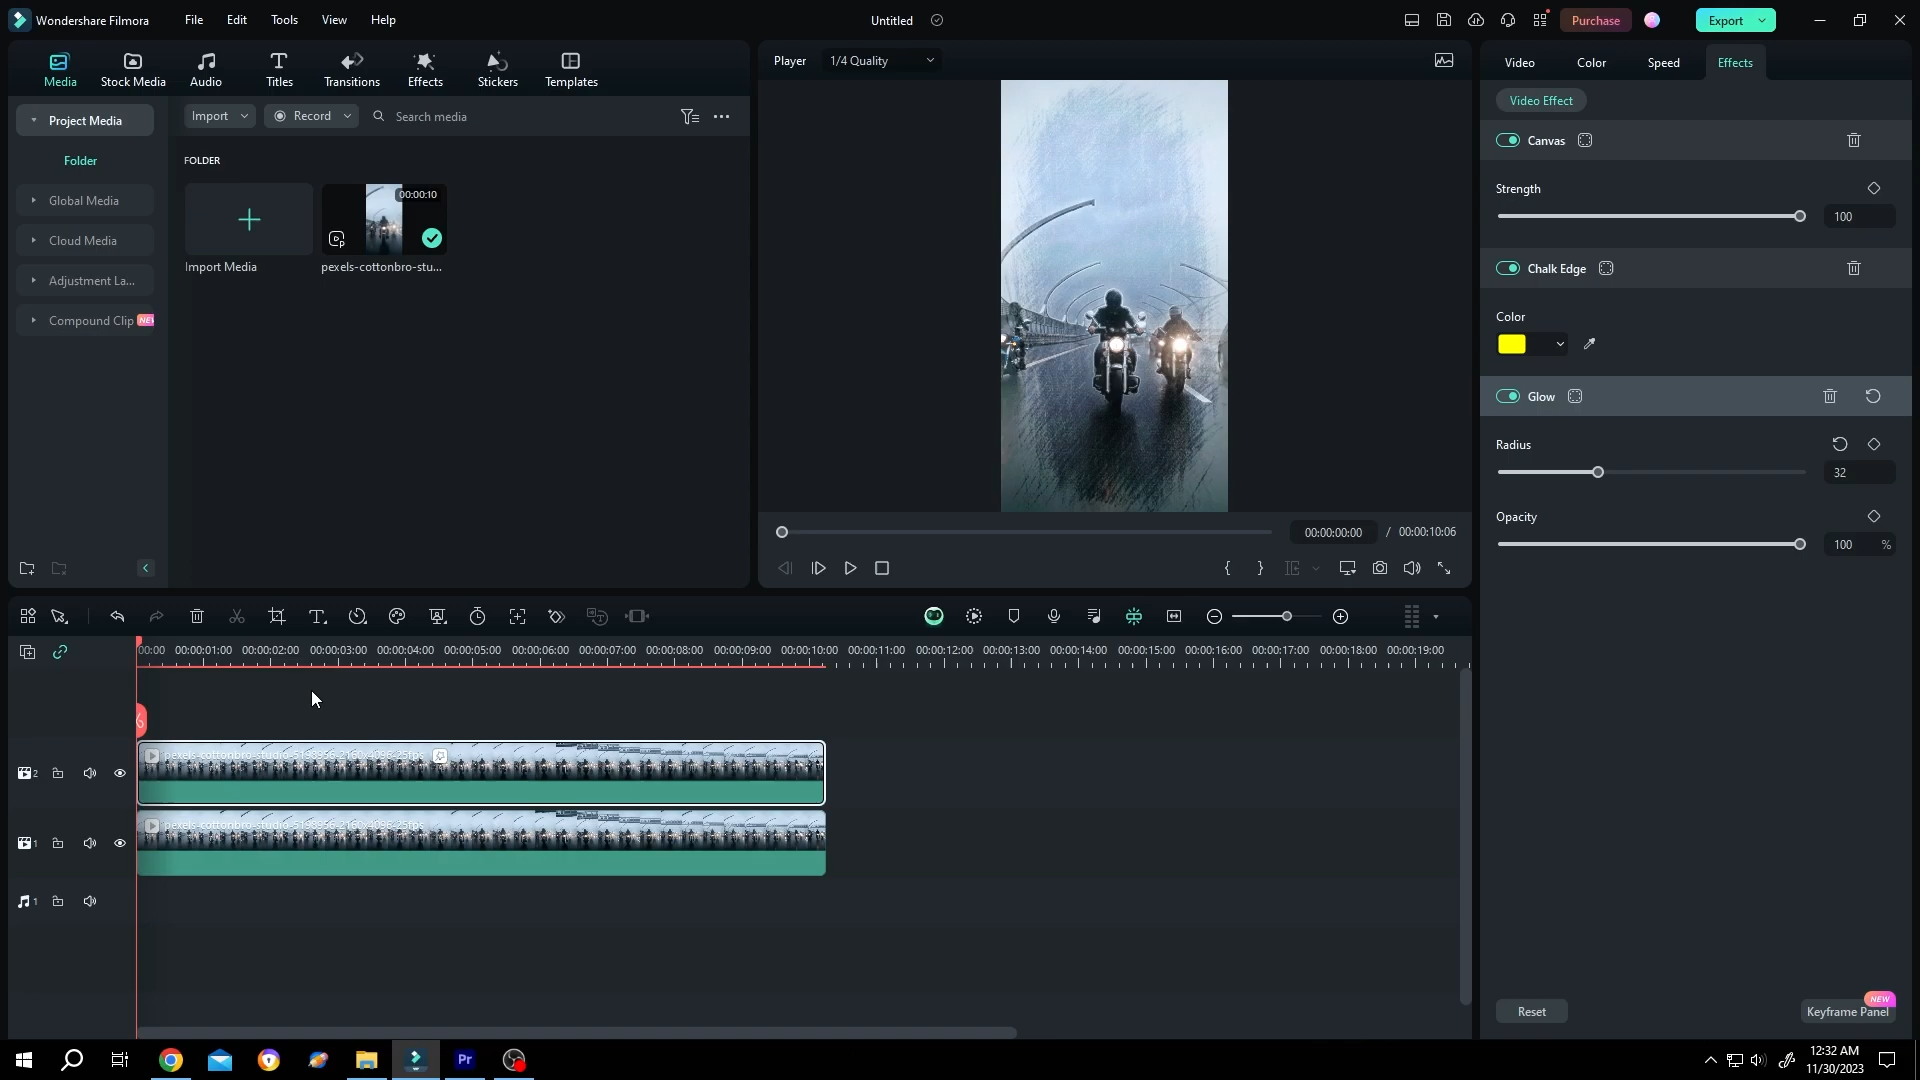 Wondershare Filmora File Edit Tools View Help Untitled Purchase Export
Media Stock Media Audio Titles Transitions Effects Stickers Templates
Project Media
Folder
Global Media
Cloud Media
Adjustment La...
Compound Clip NEW
Import Record Search media
FOLDER
00:00:10
Import Media pexels-cottonbro-stu...
Player 1/4 Quality
00:00:00:00 / 00:00:10:06
Video Color Speed Effects
Video Effect
Canvas
Strength
100
Chalk Edge
Color
Glow
Radius
32
Opacity
100 %
Reset Keyframe Panel NEW
00:00 00:00:01:00 00:00:02:00 00:00:03:00 00:00:04:00 00:00:05:00 00:00:06:00 00:00:07:00 00:00:08:00 00:00:09:00 00:00:10:00 00:00:11:00 00:00:12:00 00:00:13:00 00:00:14:00 00:00:15:00 00:00:16:00 00:00:17:00 00:00:18:00 00:00:19:00
2 pexels-cottonbro-studio-5198956-2160x4096-25fps
1 pexels-cottonbro-studio-5198956-2160x4096-25fps
1
Pr
12:32 AM
11/30/2023